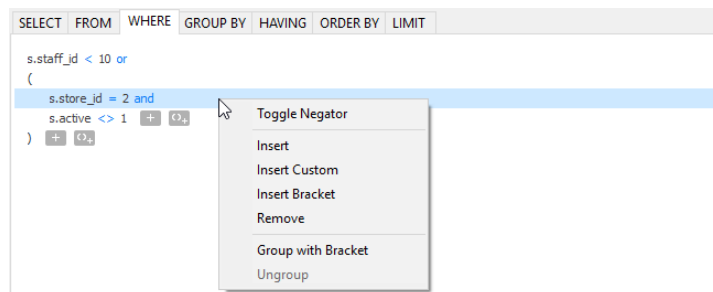 SELECT FROM WHERE GROUP BY HAVING ORDER BY LIMIT
s.staff_id < 10 or
(
s.store_id = 2 and
s.active <> 1 + ()+
) + ()+
Toggle Negator
Insert
Insert Custom
Insert Bracket
Remove
Group with Bracket
Ungroup